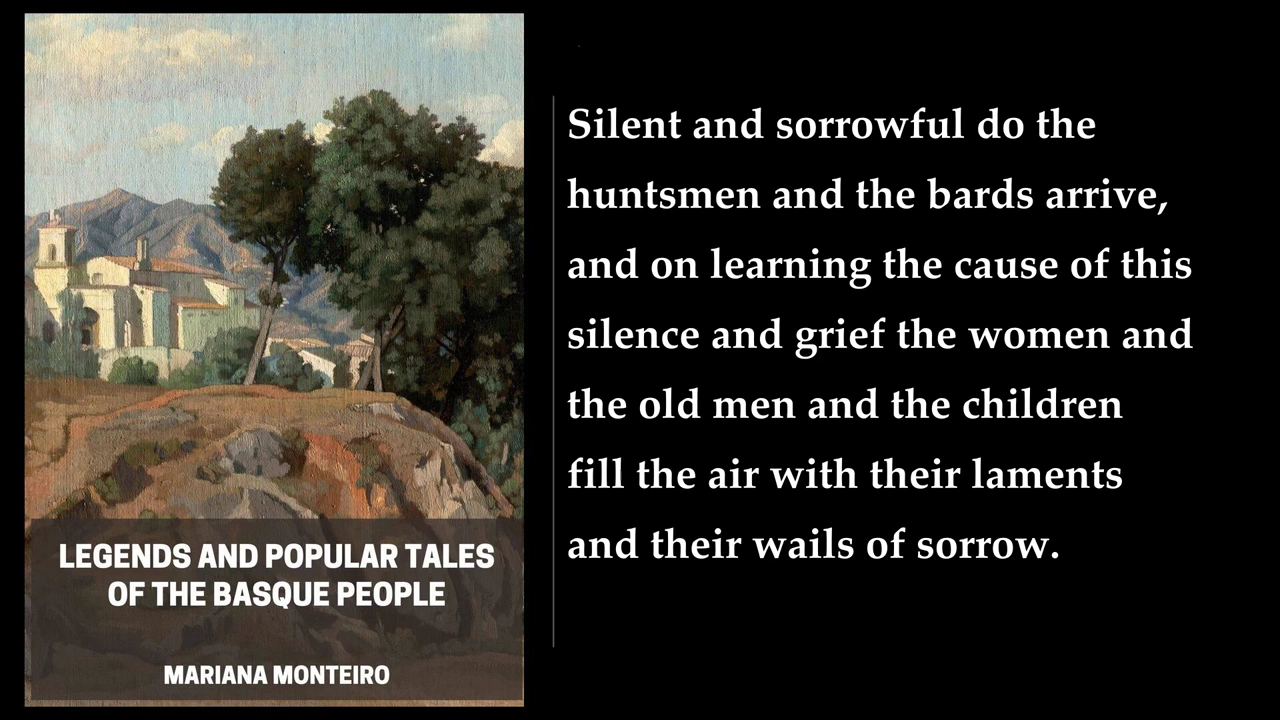 LEGENDS AND POPULAR TALES
OF THE BASQUE PEOPLE
MARIANA MONTEIRO
Silent and sorrowful do the
huntsmen and the bards arrive,
and on learning the cause of this
silence and grief the women and
the old men and the children
fill the air with their laments
and their wails of sorrow.